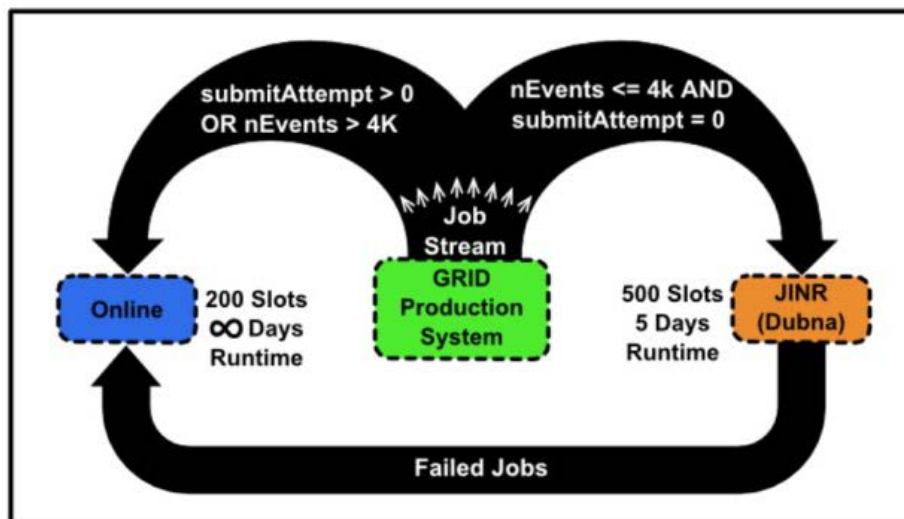 submitAttempt > 0
OR nEvents > 4K
nEvents <= 4k AND
submitAttempt = 0
Job
Stream
GRID
Production
System
Online
200 Slots
∞ Days
Runtime
500 Slots
5 Days
Runtime
JINR
(Dubna)
Failed Jobs